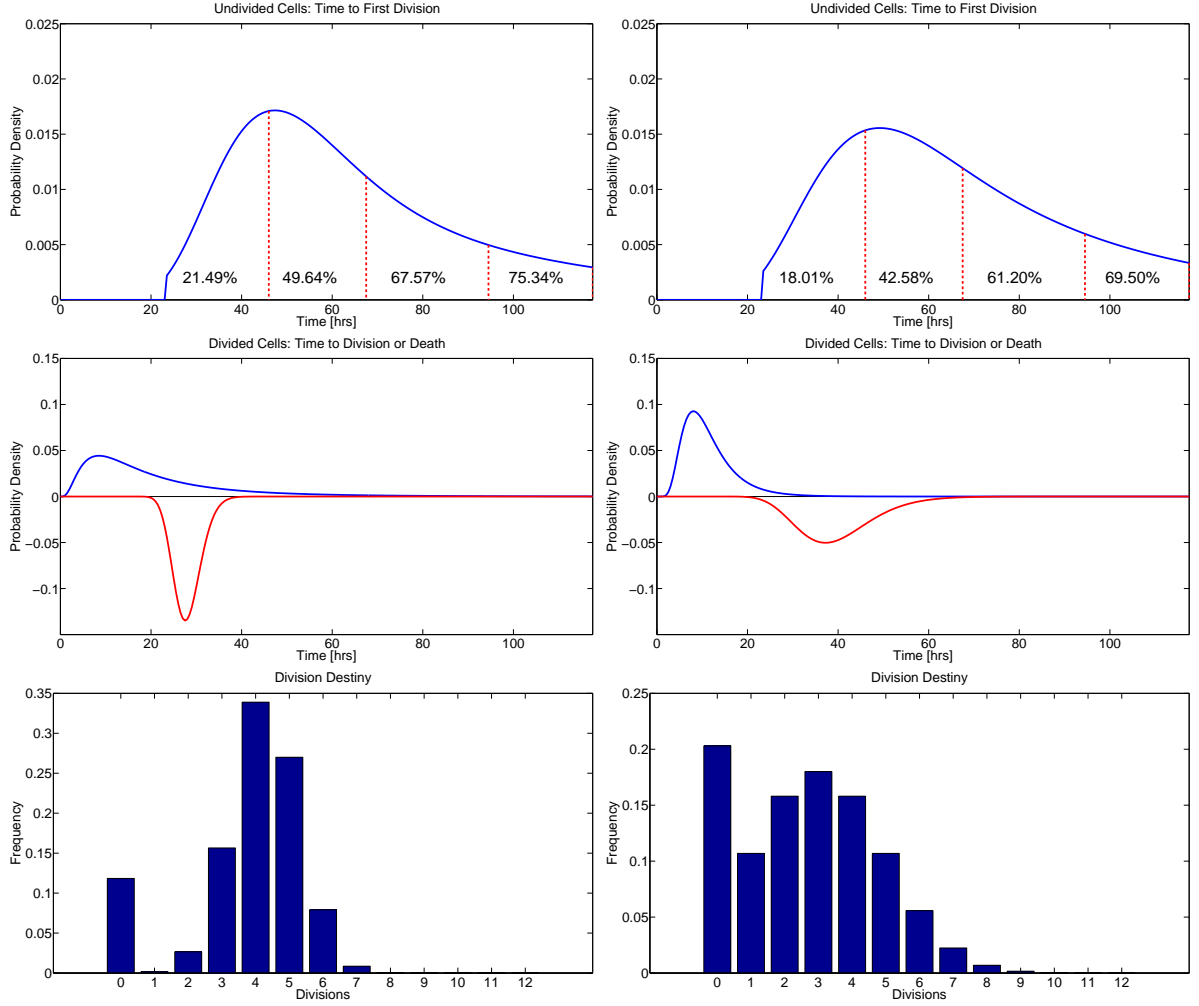 Undivided Cells: Time to First Division
0.025
0.02
0.015
0.01
0.005
0
Probability Density
21.49% 49.64% 67.57% 75.34%
0 20 40 60 80 100
Time [hrs]
Undivided Cells: Time to First Division
0.025
0.02
0.015
0.01
0.005
0
Probability Density
18.01% 42.58% 61.20% 69.50%
0 20 40 60 80 100
Time [hrs]
Divided Cells: Time to Division or Death
0.15
0.1
0.05
0
−0.05
−0.1
Probability Density
0 20 40 60 80 100
Time [hrs]
Divided Cells: Time to Division or Death
0.15
0.1
0.05
0
−0.05
−0.1
Probability Density
0 20 40 60 80 100
Time [hrs]
Division Destiny
0.35
0.3
0.25
0.2
0.15
0.1
0.05
0
Frequency
0 1 2 3 4 5 6 7 8 9 10 11 12
Divisions
Division Destiny
0.25
0.2
0.15
0.1
0.05
0
Frequency
0 1 2 3 4 5 6 7 8 9 10 11 12
Divisions